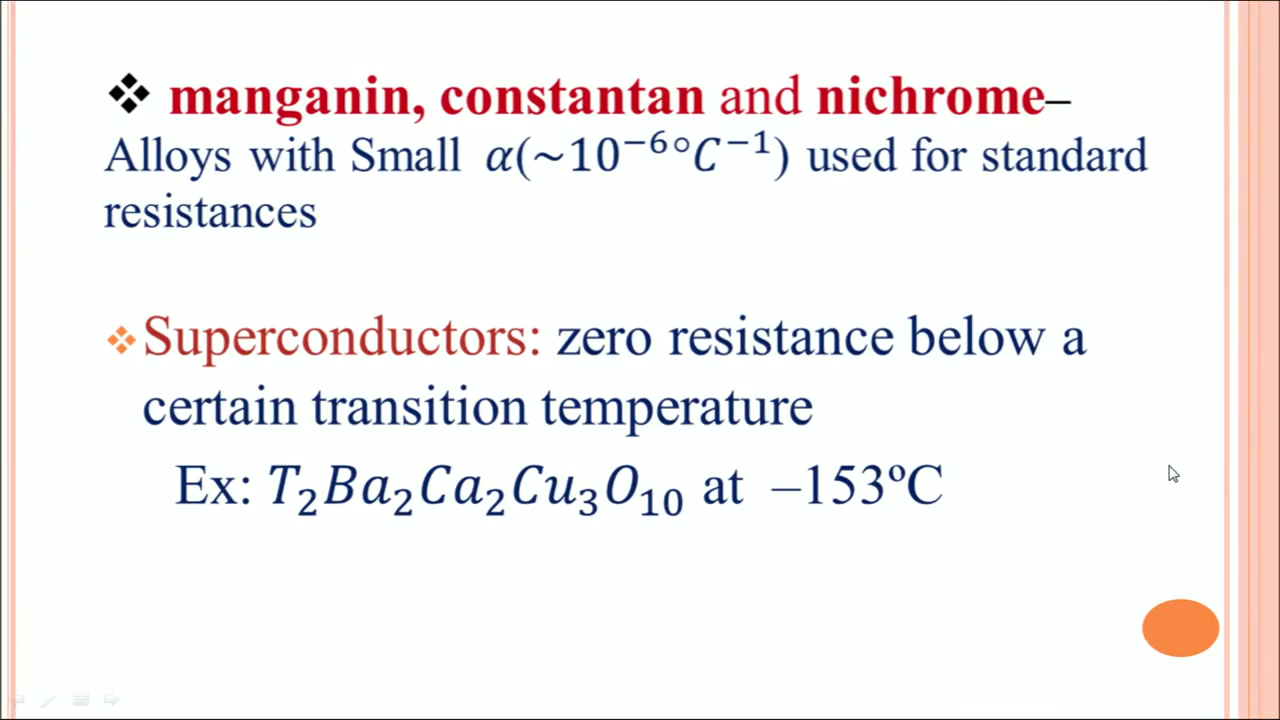 ❖ manganin, constantan and nichrome–
Alloys with Small α(~10⁻⁶°C⁻¹) used for standard
resistances
❖ Superconductors: zero resistance below a
certain transition temperature
Ex: T₂Ba₂Ca₂Cu₃O₁₀ at –153ºC